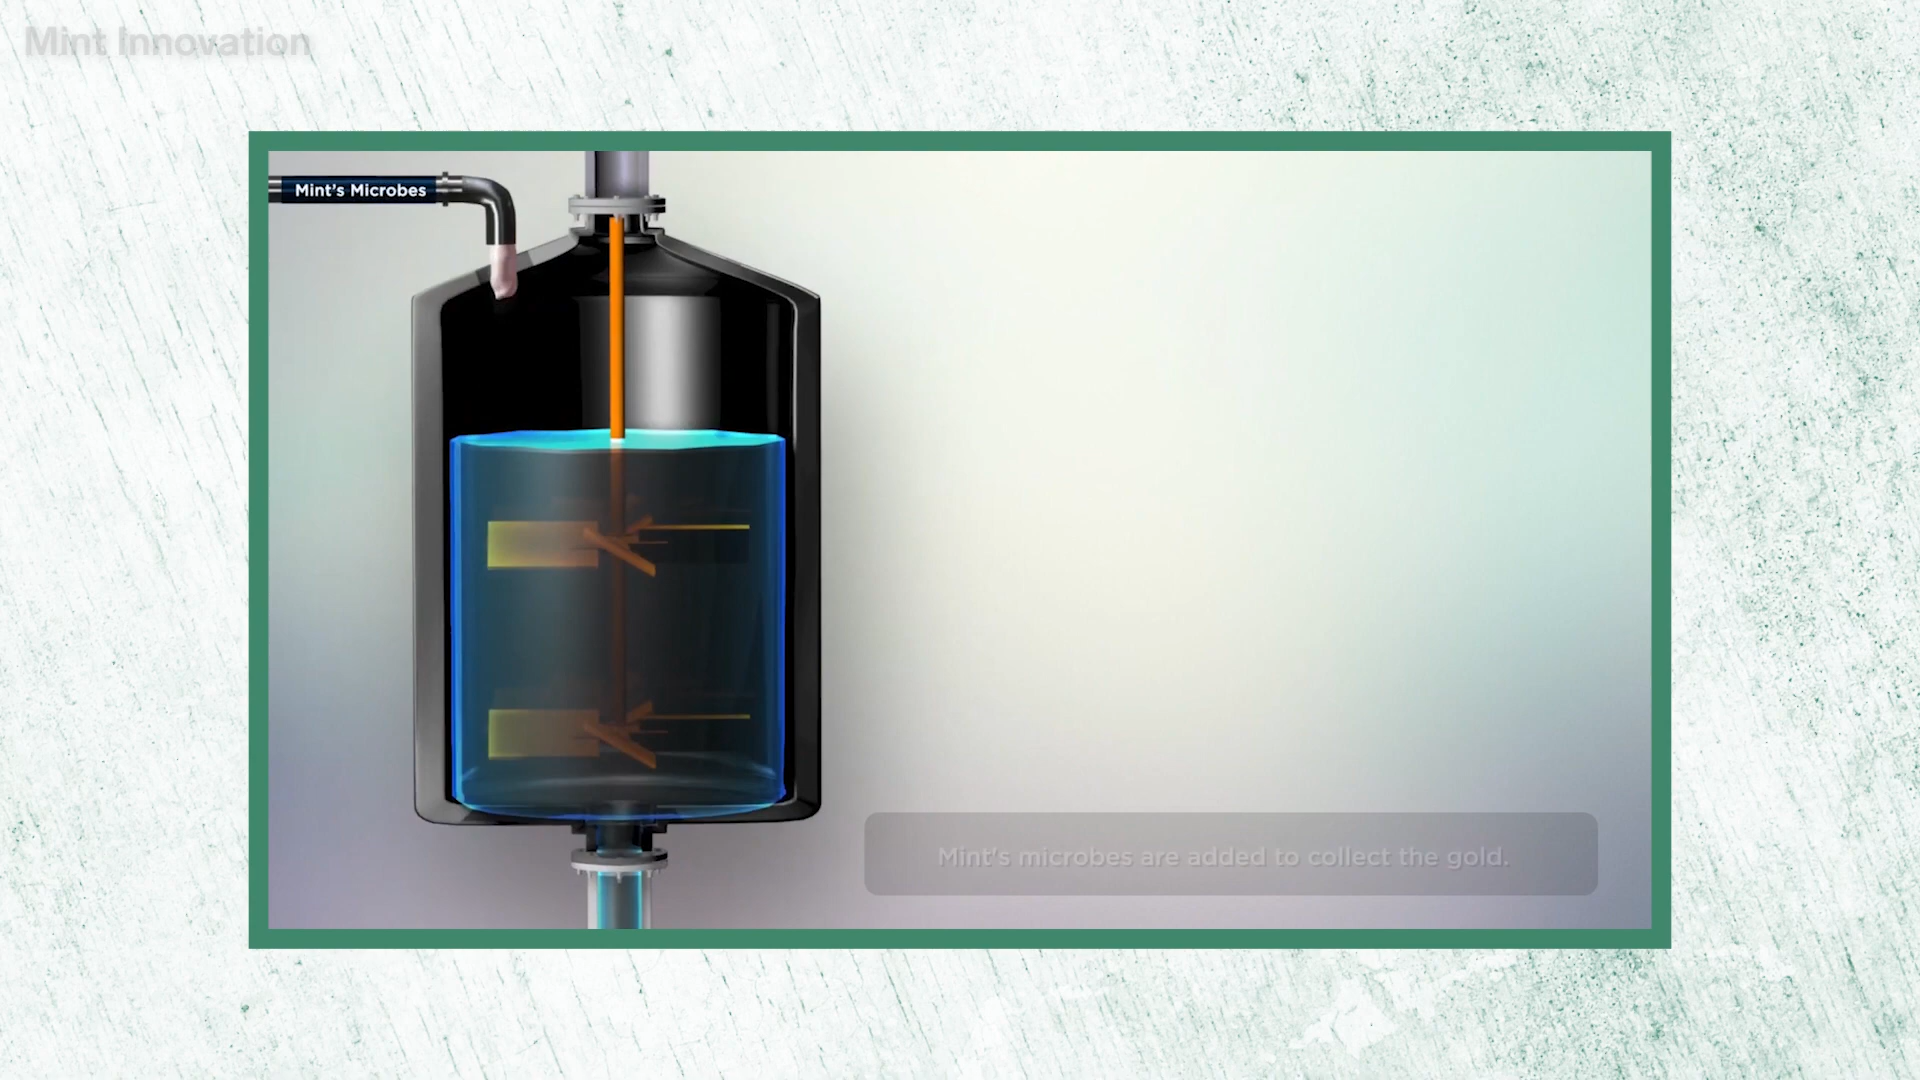 Mint Innovation
Mint's Microbes
Mint's microbes are added to collect the gold.